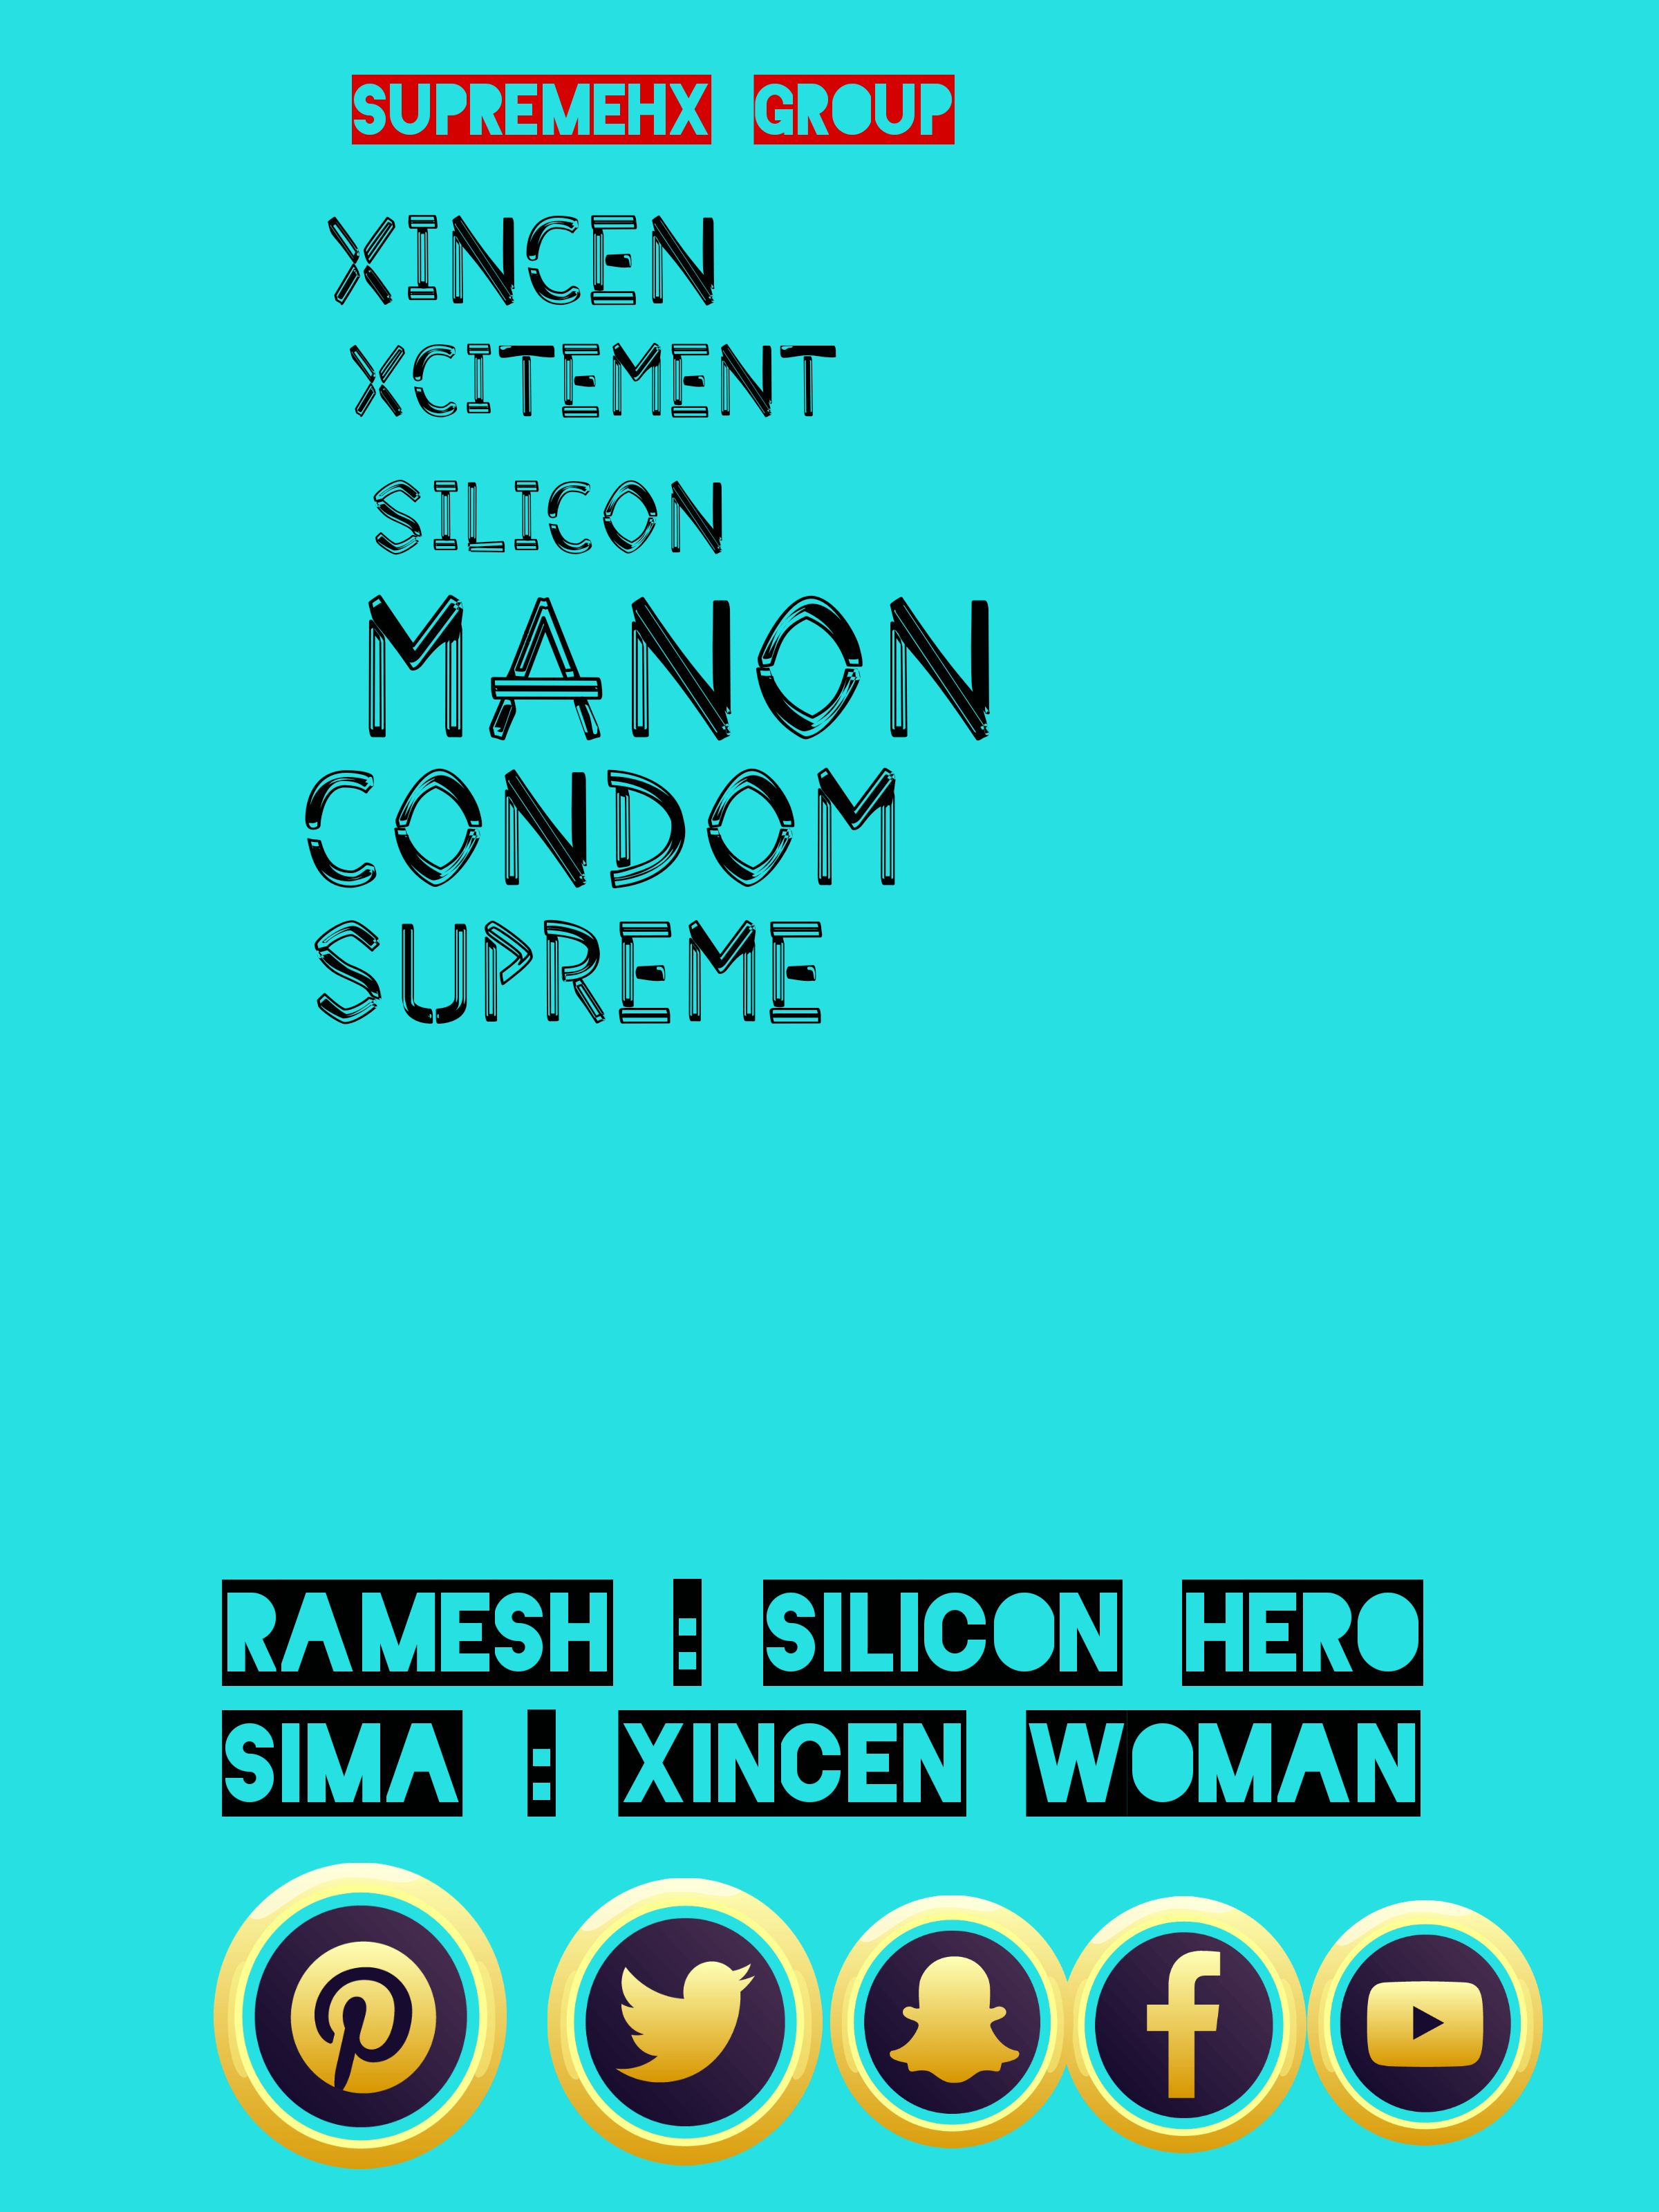 SUPREMEHX GROUP
XINCEN
XCITEMENT
SILICON
MANON
CONDOM
SUPREME
RAMESH : SILICON HERO
SIMA : XINCEN WOMAN